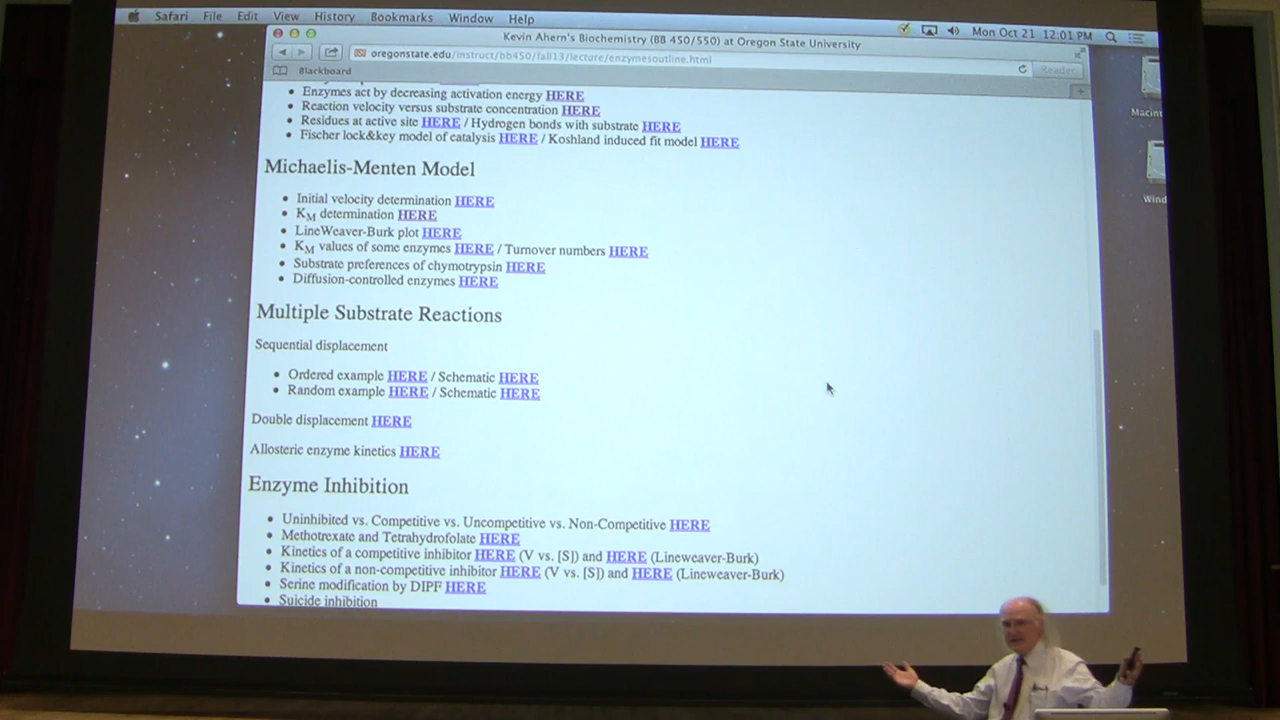 Safari File Edit View History Bookmarks Window Help Mon Oct 21 12:01 PM
Kevin Ahern's Biochemistry (BB 450/550) at Oregon State University
oregonstate.edu/instruct/bb450/fall13/lecture/enzymesoutline.html Reader
Blackboard
Macint
Wind
Enzymes act by decreasing activation energy HERE
Reaction velocity versus substrate concentration HERE
Residues at active site HERE / Hydrogen bonds with substrate HERE
Fischer lock&key model of catalysis HERE / Koshland induced fit model HERE
Michaelis-Menten Model
Initial velocity determination HERE
KM determination HERE
LineWeaver-Burk plot HERE
KM values of some enzymes HERE / Turnover numbers HERE
Substrate preferences of chymotrypsin HERE
Diffusion-controlled enzymes HERE
Multiple Substrate Reactions
Sequential displacement
Ordered example HERE / Schematic HERE
Random example HERE / Schematic HERE
Double displacement HERE
Allosteric enzyme kinetics HERE
Enzyme Inhibition
Uninhibited vs. Competitive vs. Uncompetitive vs. Non-Competitive HERE
Methotrexate and Tetrahydrofolate HERE
Kinetics of a competitive inhibitor HERE (V vs. [S]) and HERE (Lineweaver-Burk)
Kinetics of a non-competitive inhibitor HERE (V vs. [S]) and HERE (Lineweaver-Burk)
Serine modification by DIPF HERE
Suicide inhibition